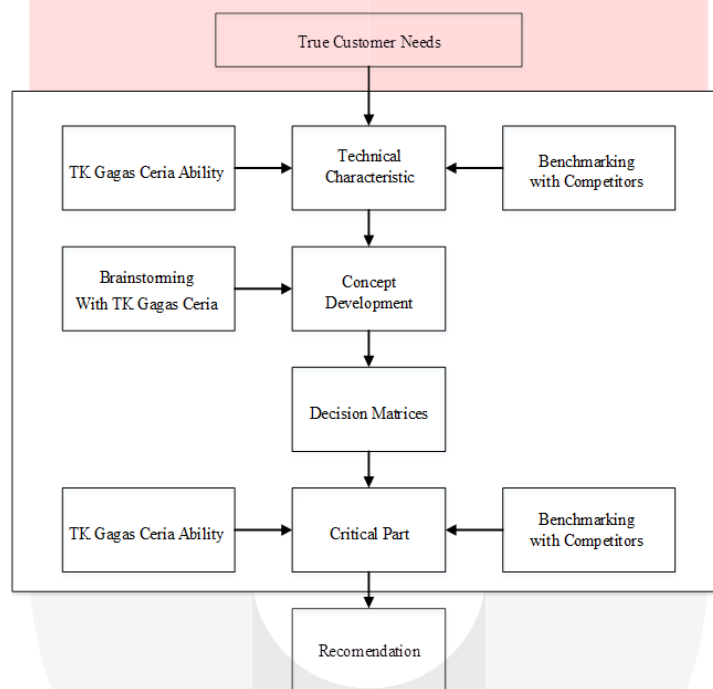 True Customer Needs
TK Gagas Ceria Ability
Technical
Characteristic
Benchmarking
with Competitors
Brainstorming
With TK Gagas Ceria
Concept
Development
Decision Matrices
TK Gagas Ceria Ability
Critical Part
Benchmarking
with Competitors
Recomendation